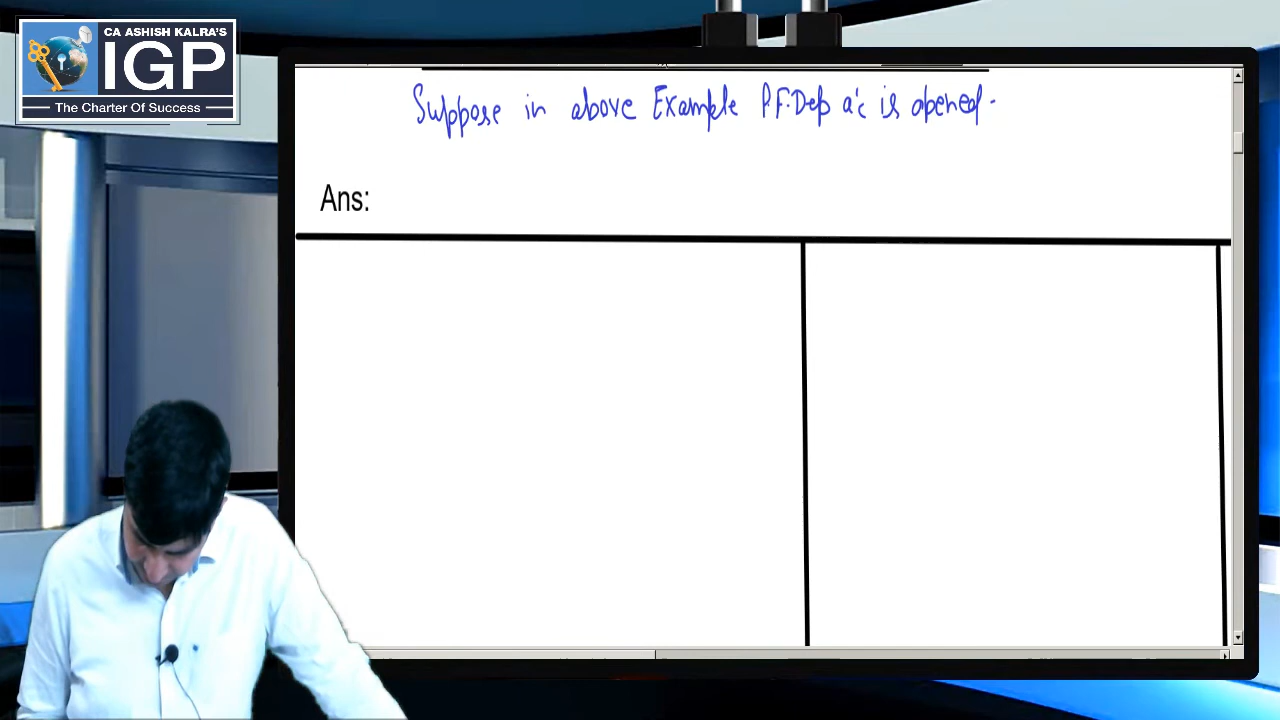 CA ASHISH KALRA'S
IGP
The Charter Of Success
Suppose in above Example P.F.Dep a/c is opened.
Ans: